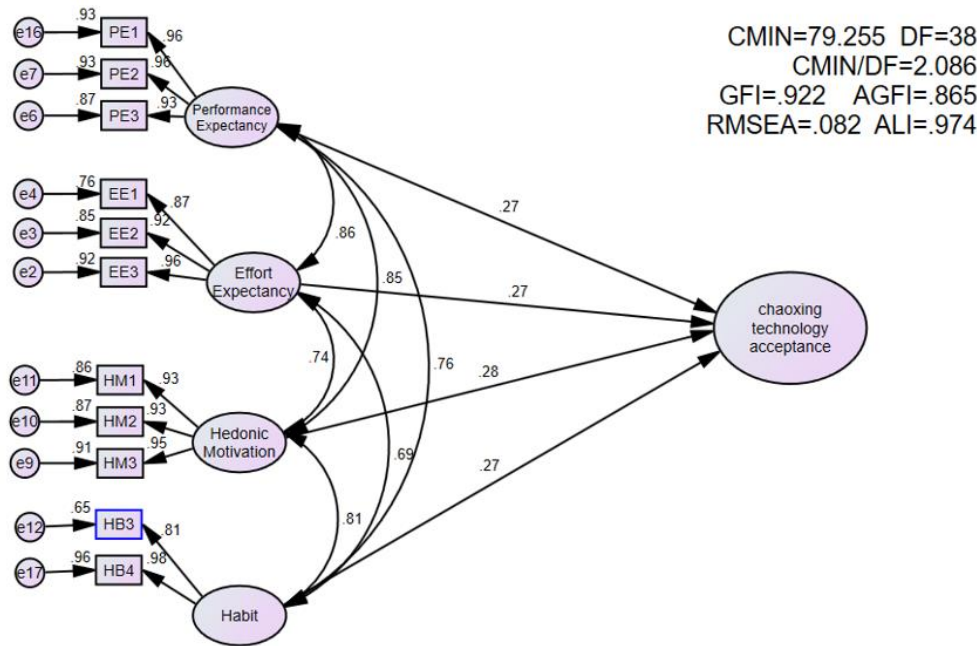 CMIN=79.255 DF=38
CMIN/DF=2.086
GFI=.922 AGFI=.865
RMSEA=.082 ALI=.974
e16 .93 PE1 .96
e7 .93 PE2 .96
e6 .87 PE3 .93
Performance
Expectancy
e4 .76 EE1 .87
e3 .85 EE2 .92
e2 .92 EE3 .96
Effort
Expectancy
e11 .86 HM1 .93
e10 .87 HM2 .93
e9 .91 HM3 .95
Hedonic
Motivation
e12 .65 HB3 .81
e17 .96 HB4 .98
Habit
.86
.85
.74
.76
.69
.81
.27
.27
.28
.27
chaoxing
technology
acceptance